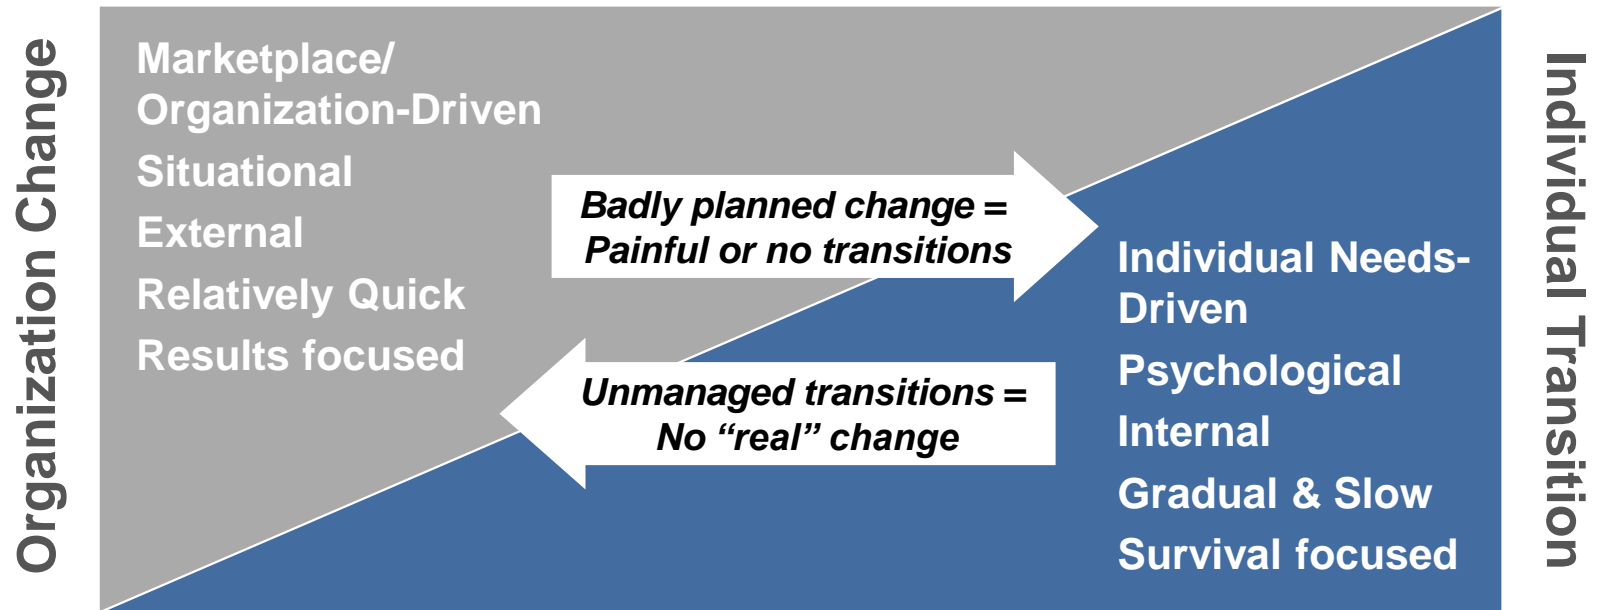 Organization Change
Marketplace/
Organization-Driven
Situational
External
Relatively Quick
Results focused
Badly planned change =
Painful or no transitions
Unmanaged transitions =
No “real” change
Individual Needs-
Driven
Psychological
Internal
Gradual & Slow
Survival focused
Individual Transition